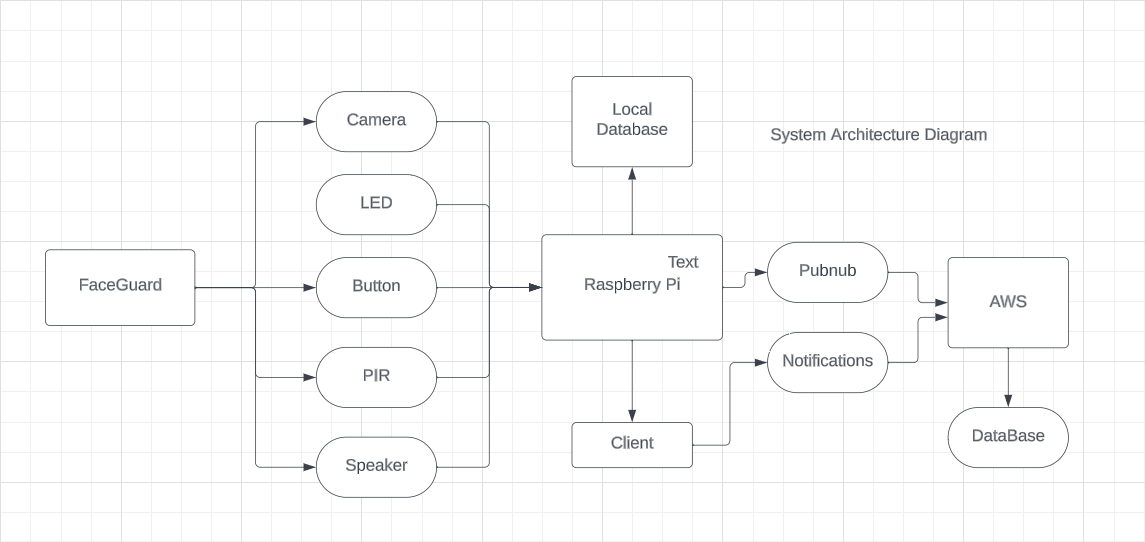 System Architecture Diagram
FaceGuard
Camera
LED
Button
PIR
Speaker
Local
Database
Text
Raspberry Pi
Client
Pubnub
Notifications
AWS
DataBase